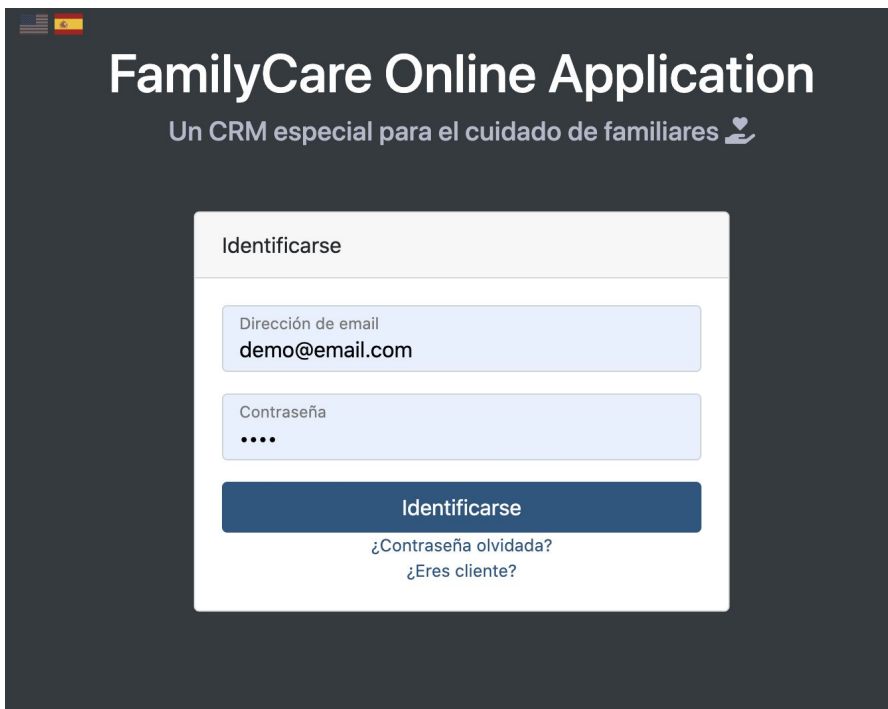 FamilyCare Online Application
Un CRM especial para el cuidado de familiares
Identificarse
Dirección de email
demo@email.com
Contraseña
••••
Identificarse
¿Contraseña olvidada?
¿Eres cliente?